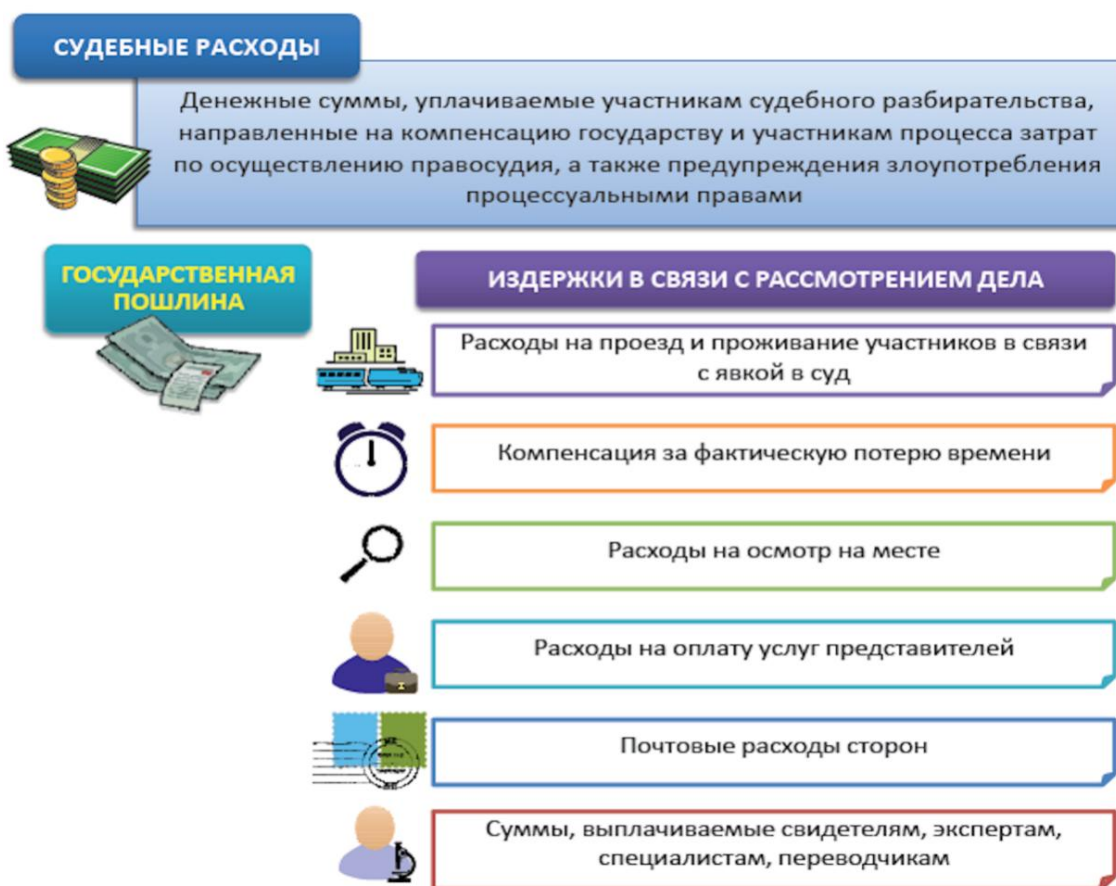 СУДЕБНЫЕ РАСХОДЫ
Денежные суммы, уплачиваемые участникам судебного разбирательства,
направленные на компенсацию государству и участникам процесса затрат
по осуществлению правосудия, а также предупреждения злоупотребления
процессуальными правами
ГОСУДАРСТВЕННАЯ
ПОШЛИНА
ИЗДЕРЖКИ В СВЯЗИ С РАССМОТРЕНИЕМ ДЕЛА
Расходы на проезд и проживание участников в связи
с явкой в суд
Компенсация за фактическую потерю времени
Расходы на осмотр на месте
Расходы на оплату услуг представителей
Почтовые расходы сторон
Суммы, выплачиваемые свидетелям, экспертам,
специалистам, переводчикам